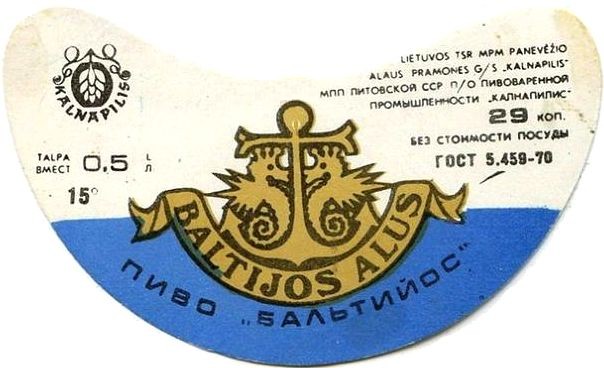 KALNAPILIS
TALPA 0,5 L
ВМЕСТ Л
15°
LIETUVOS TSR MPM PANEVĖŽIO
ALAUS PRAMONES G/S „KALNAPILIS"
МПП ЛИТОВСКОЙ ССР П/О ПИВОВАРЕННОЙ
ПРОМЫШЛЕННОСТИ „КАЛНАПИЛИС"
29 КОП.
БЕЗ СТОИМОСТИ ПОСУДЫ
ГОСТ 5.459-70
BALTIJOS ALUS
ПИВО „БАЛЬТИЙОС"